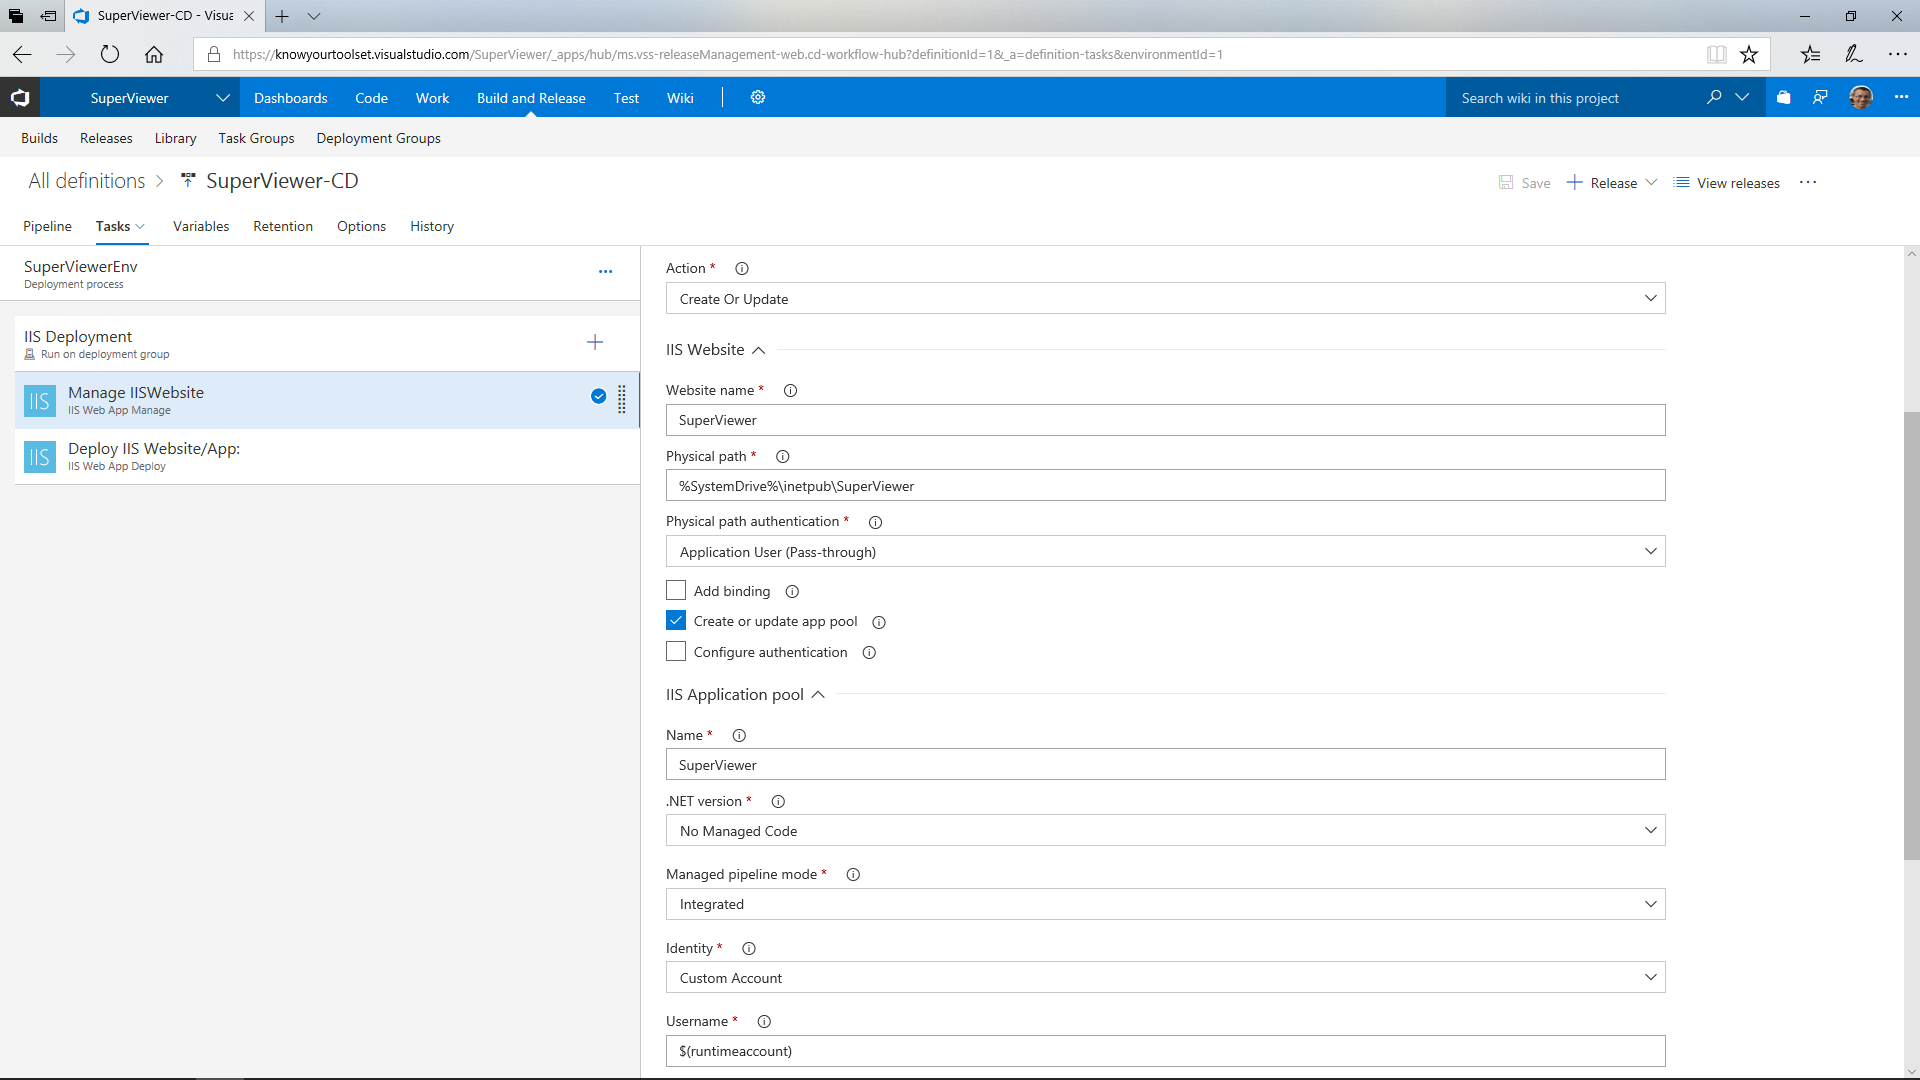 SuperViewer-CD - Visua
https://knowyourtoolset.visualstudio.com/SuperViewer/_apps/hub/ms.vss-releaseManagement-web.cd-workflow-hub?definitionId=1&_a=definition-tasks&environmentId=1
SuperViewer Dashboards Code Work Build and Release Test Wiki Search wiki in this project
Builds Releases Library Task Groups Deployment Groups
All definitions > SuperViewer-CD Save + Release View releases ...
Pipeline Tasks Variables Retention Options History
SuperViewerEnv
Deployment process
IIS Deployment
Run on deployment group
IIS Manage IISWebsite
IIS Web App Manage
IIS Deploy IIS Website/App:
IIS Web App Deploy
Action *
Create Or Update
IIS Website
Website name *
SuperViewer
Physical path *
%SystemDrive%\inetpub\SuperViewer
Physical path authentication *
Application User (Pass-through)
Add binding
Create or update app pool
Configure authentication
IIS Application pool
Name *
SuperViewer
.NET version *
No Managed Code
Managed pipeline mode *
Integrated
Identity *
Custom Account
Username *
$(runtimeaccount)